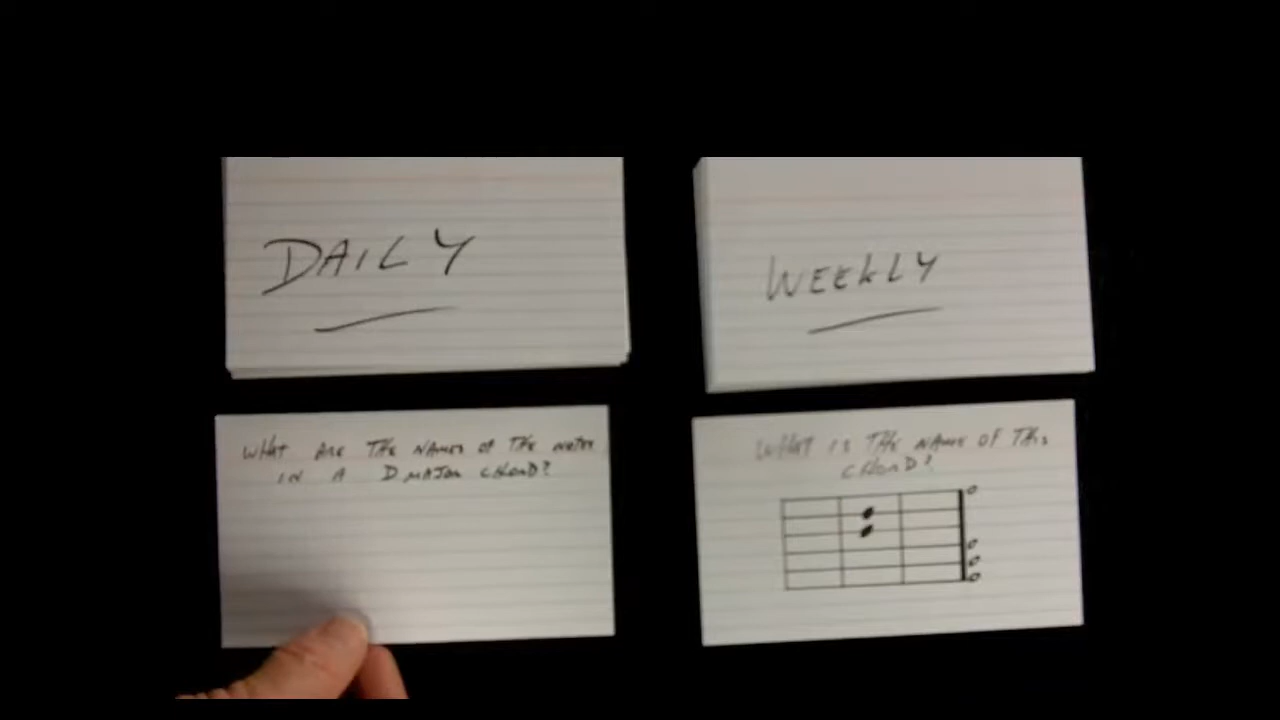 DAILY
WEEKLY
WHAT ARE THE NAMES OF THE NOTES
IN A D MAJOR CHORD?
WHAT IS THE NAME OF THIS
CHORD?